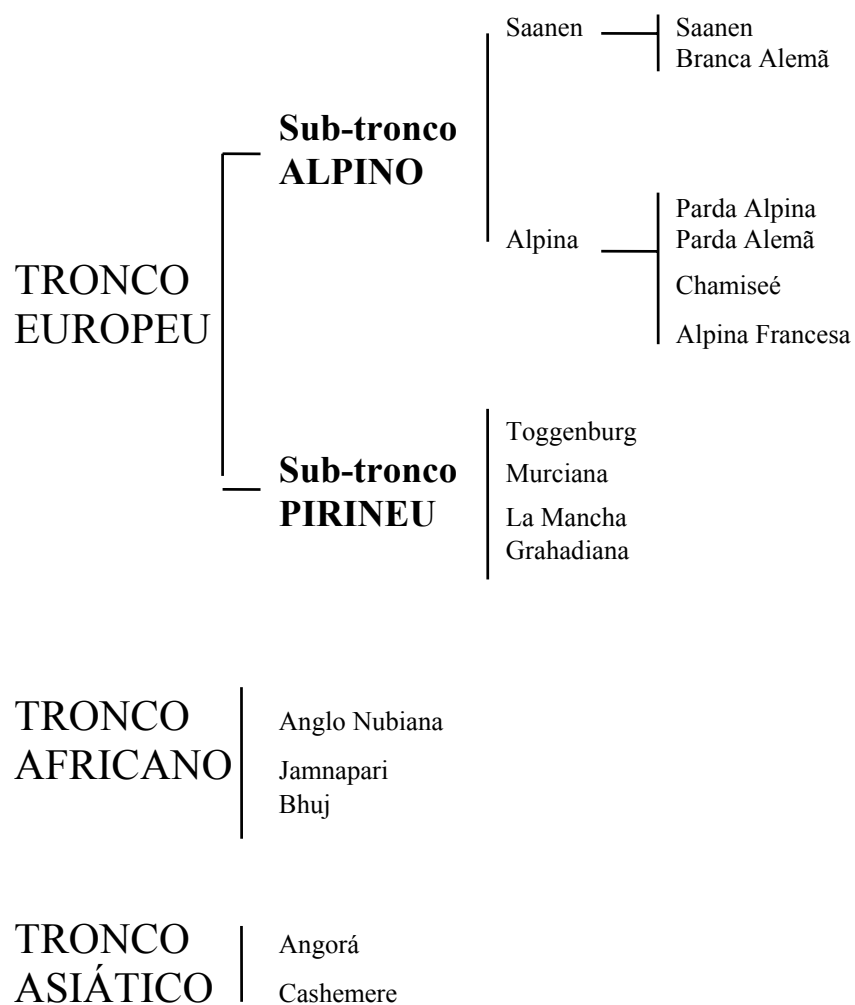 Saanen
Saanen
Branca Alemã
Sub-tronco
ALPINO
Alpina
Parda Alpina
Parda Alemã
Chamiseé
Alpina Francesa
TRONCO
EUROPEU
Sub-tronco
PIRINEU
Toggenburg
Murciana
La Mancha
Grahadiana
TRONCO
AFRICANO
Anglo Nubiana
Jamnapari
Bhuj
TRONCO
ASIÁTICO
Angorá
Cashemere